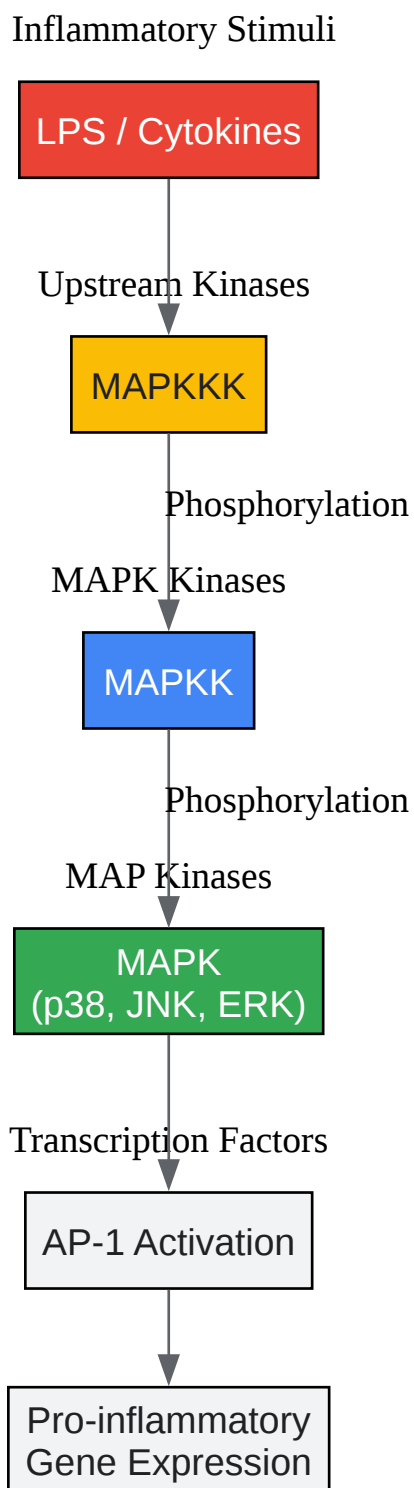 Inflammatory Stimuli
LPS / Cytokines
Upstream Kinases
MAPKKK
Phosphorylation
MAPK Kinases
MAPKK
Phosphorylation
MAP Kinases
MAPK
(p38, JNK, ERK)
Transcription Factors
AP-1 Activation
Pro-inflammatory
Gene Expression